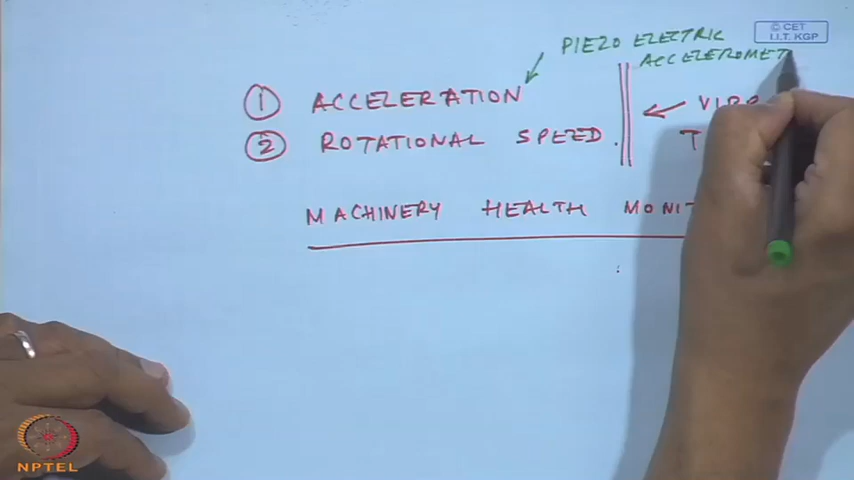 © CET
I.I.T. KGP
PIEZO ELECTRIC
ACCELEROMET
① ACCELERATION
② ROTATIONAL SPEED.
MACHINERY HEALTH MONIT
NPTEL